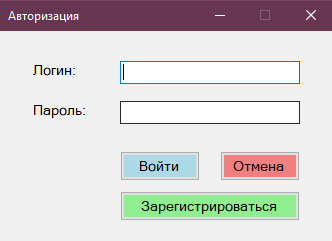 Авторизация
Логин:
Пароль:
Войти Отмена
Зарегистрироваться